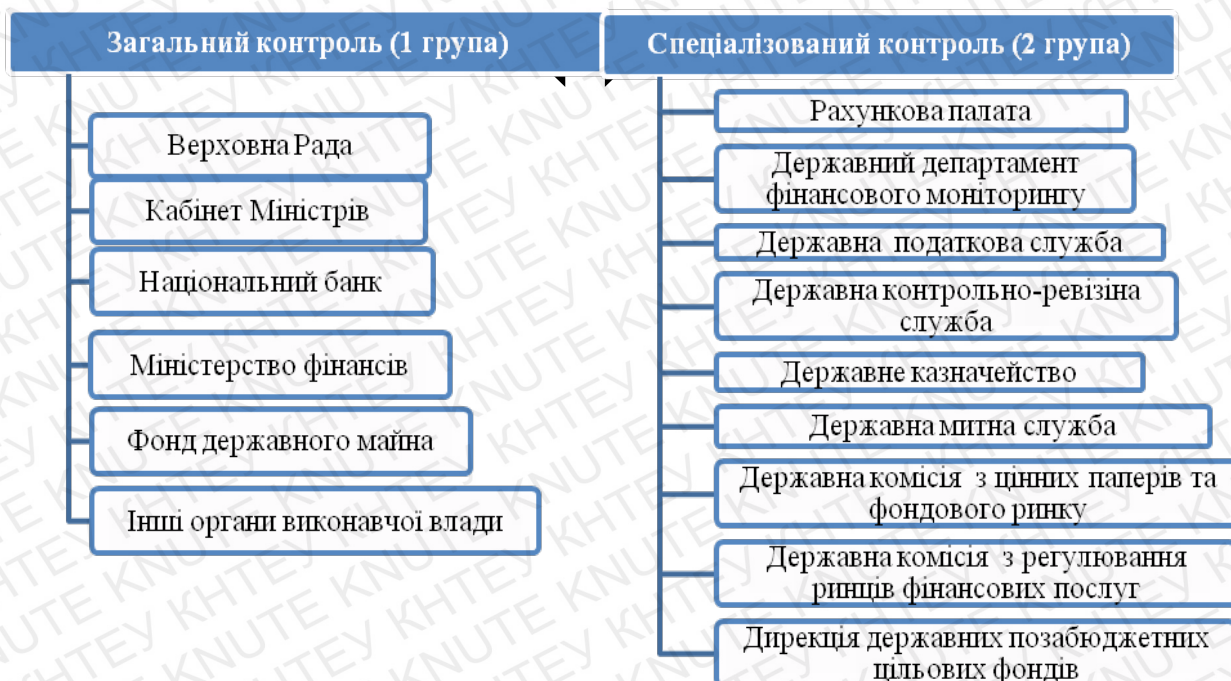 Загальний контроль (1 група)
Верховна Рада
Кабінет Міністрів
Національний банк
Міністерство фінансів
Фонд державного майна
Інші органи виконавчої влади
Спеціалізований контроль (2 група)
Рахункова палата
Державний департамент
фінансового моніторингу
Державна податкова служба
Державна контрольно-ревізіна
служба
Державне казначейство
Державна митна служба
Державна комісія з цінних паперів та
фондового ринку
Державна комісія з регулювання
ринців фінансових послуг
Дирекція державних позабюджетних
цільових фондів